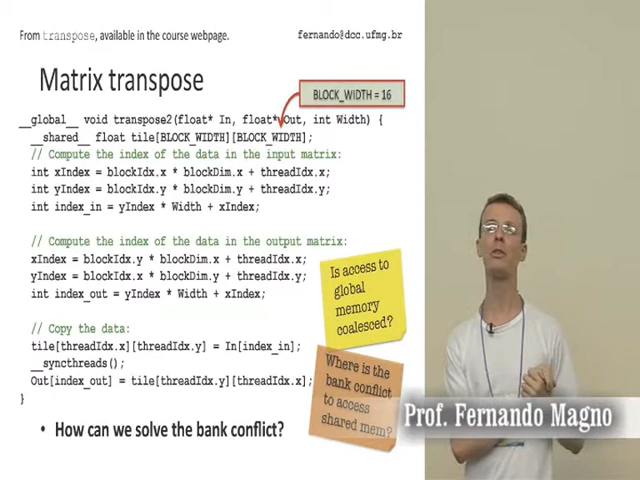 From transpose, available in the course webpage.
fernando@dcc.ufmg.br
Matrix transpose
BLOCK_WIDTH = 16
__global__ void transpose2(float* In, float* Out, int Width) {
__shared__ float tile[BLOCK_WIDTH][BLOCK_WIDTH];
// Compute the index of the data in the input matrix:
int xIndex = blockIdx.x * blockDim.x + threadIdx.x;
int yIndex = blockIdx.y * blockDim.y + threadIdx.y;
int index_in = yIndex * Width + xIndex;
// Compute the index of the data in the output matrix:
xIndex = blockIdx.y * blockDim.x + threadIdx.x;
yIndex = blockIdx.x * blockDim.y + threadIdx.y;
int index_out = yIndex * Width + xIndex;
// Copy the data:
tile[threadIdx.x][threadIdx.y] = In[index_in];
__syncthreads();
Out[index_out] = tile[threadIdx.y][threadIdx.x];
}
Is access to
global
memory
coalesced?
Where is the
bank conflict
to access
shared mem?
• How can we solve the bank conflict?
Prof. Fernando Magno